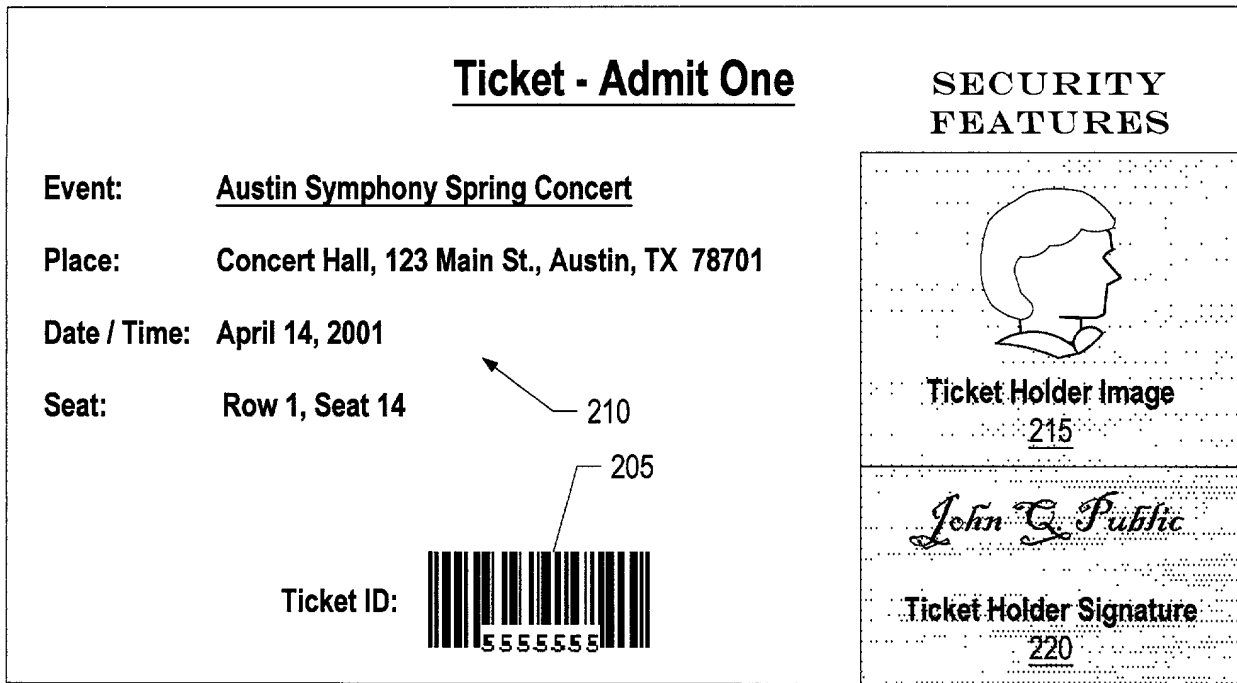 Ticket - Admit One
SECURITY
FEATURES
Event: Austin Symphony Spring Concert
Place: Concert Hall, 123 Main St., Austin, TX 78701
Date / Time: April 14, 2001
Seat: Row 1, Seat 14
210
205
Ticket ID:
5555555
Ticket Holder Image
215
John Q. Public
Ticket Holder Signature
220